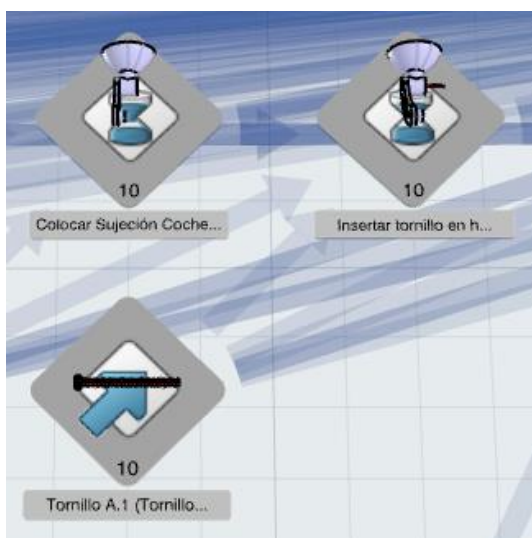 10
10
Colocar Sujeción Coche...
Insertar tornillo en h...
10
Tornillo A.1 (Tornillo...